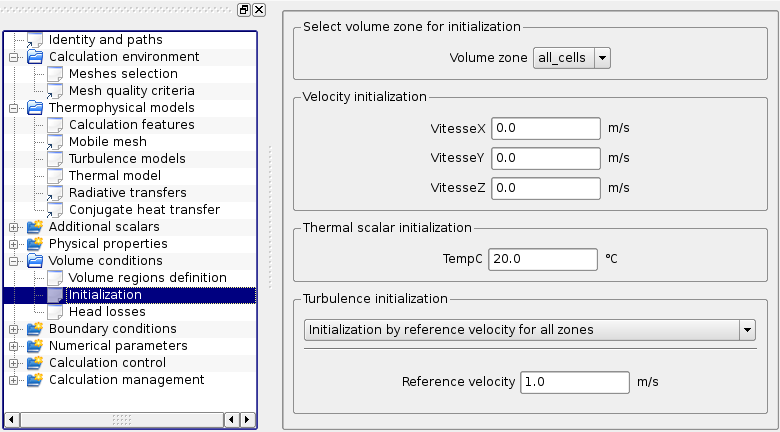 Identity and paths
Calculation environment
Meshes selection
Mesh quality criteria
Thermophysical models
Calculation features
Mobile mesh
Turbulence models
Thermal model
Radiative transfers
Conjugate heat transfer
Additional scalars
Physical properties
Volume conditions
Volume regions definition
Initialization
Head losses
Boundary conditions
Numerical parameters
Calculation control
Calculation management
Select volume zone for initialization
Volume zone all_cells
Velocity initialization
VitesseX 0.0 m/s
VitesseY 0.0 m/s
VitesseZ 0.0 m/s
Thermal scalar initialization
TempC 20.0 °C
Turbulence initialization
Initialization by reference velocity for all zones
Reference velocity 1.0 m/s